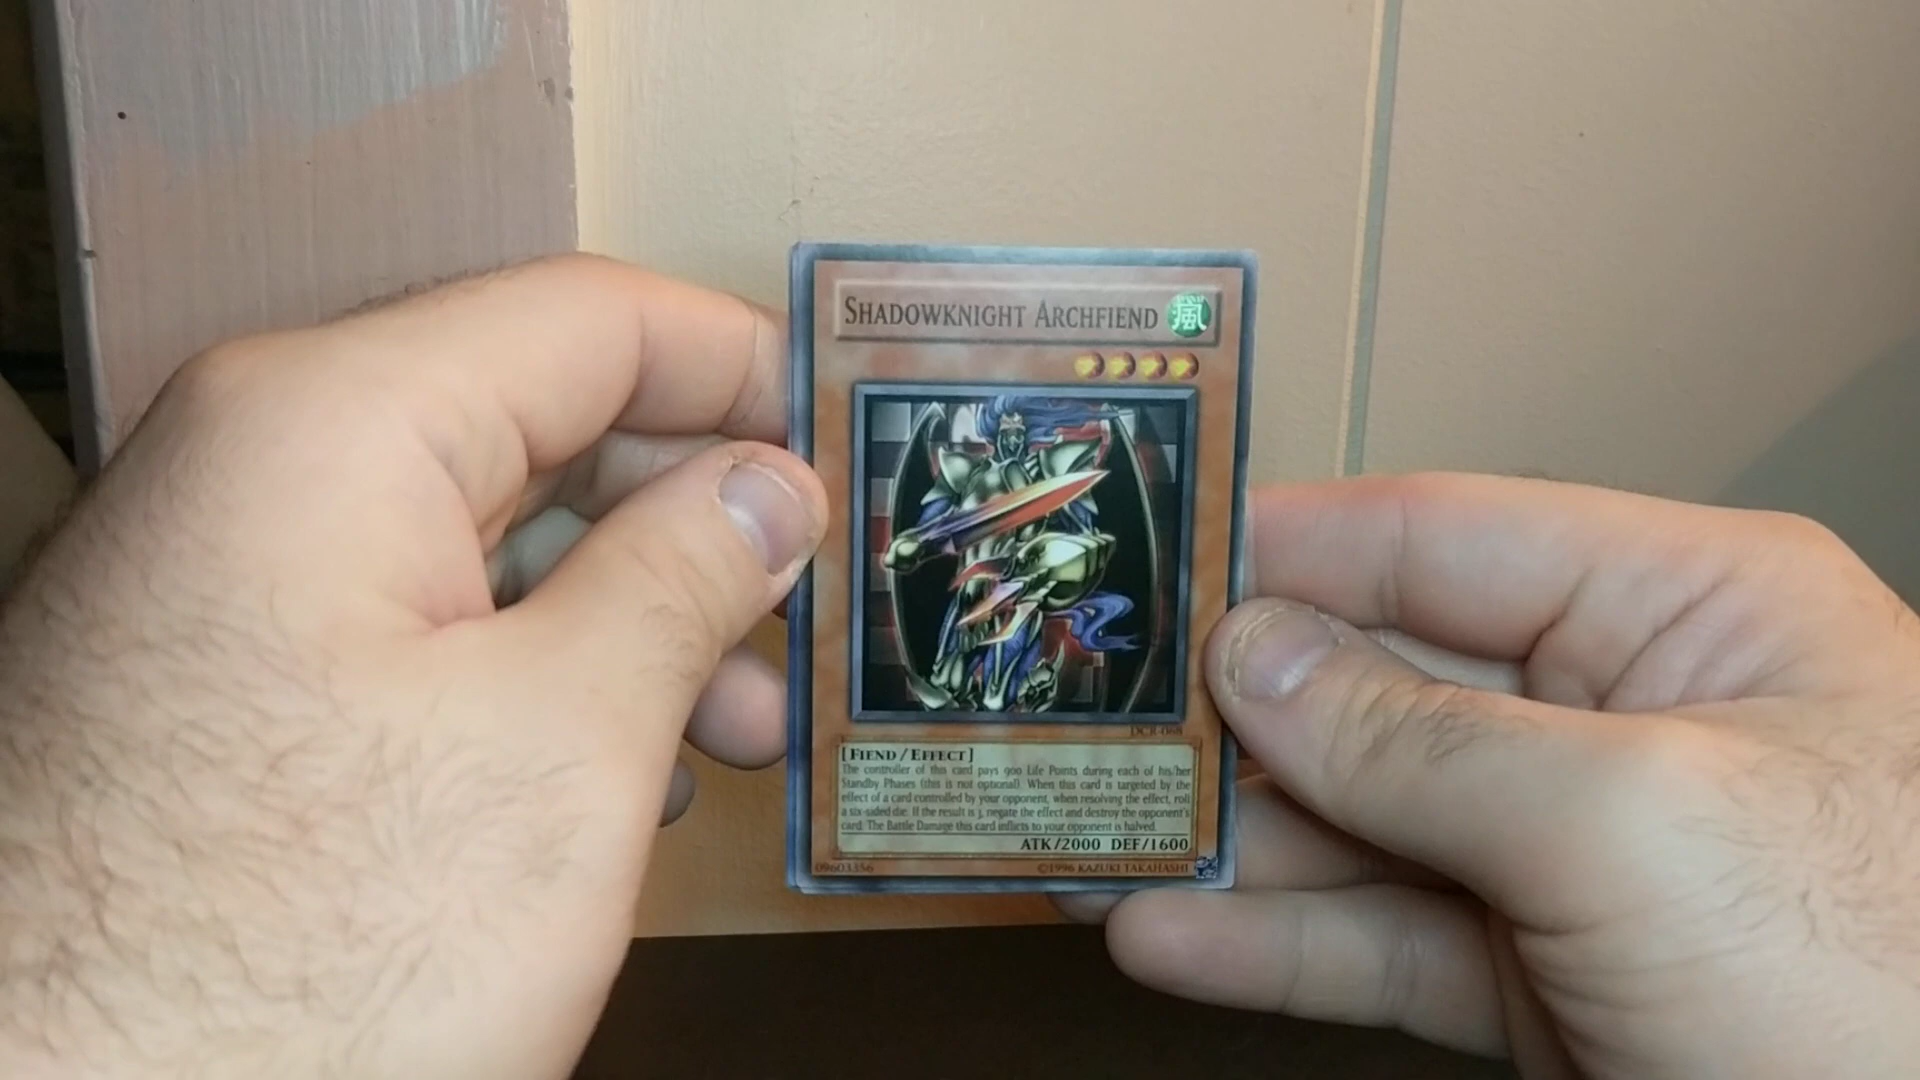 SHADOWKNIGHT ARCHFIEND 風
DCR-068
[FIEND/EFFECT]
The controller of this card pays 900 Life Points during each of his/her
Standby Phases (this is not optional). When this card is targeted by the
effect of a card controlled by your opponent, when resolving the effect, roll
a six-sided die. If the result is 3, negate the effect and destroy the opponent's
card. The Battle Damage this card inflicts to your opponent is halved.
ATK/2000 DEF/1600
09603356 ©1996 KAZUKI TAKAHASHI